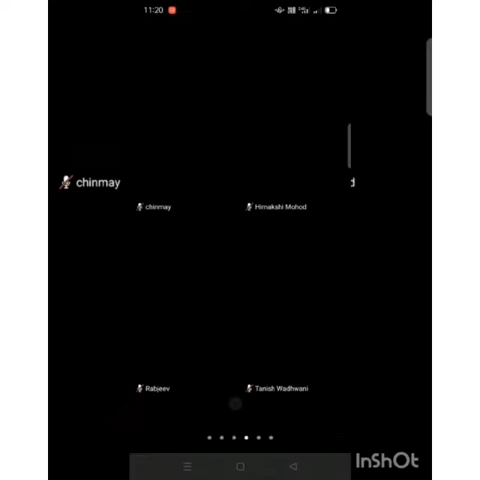 11:20
chinmay
d
chinmay
Himakshi Mohod
Rabjeev
Tanish Wadhwani
InShOt